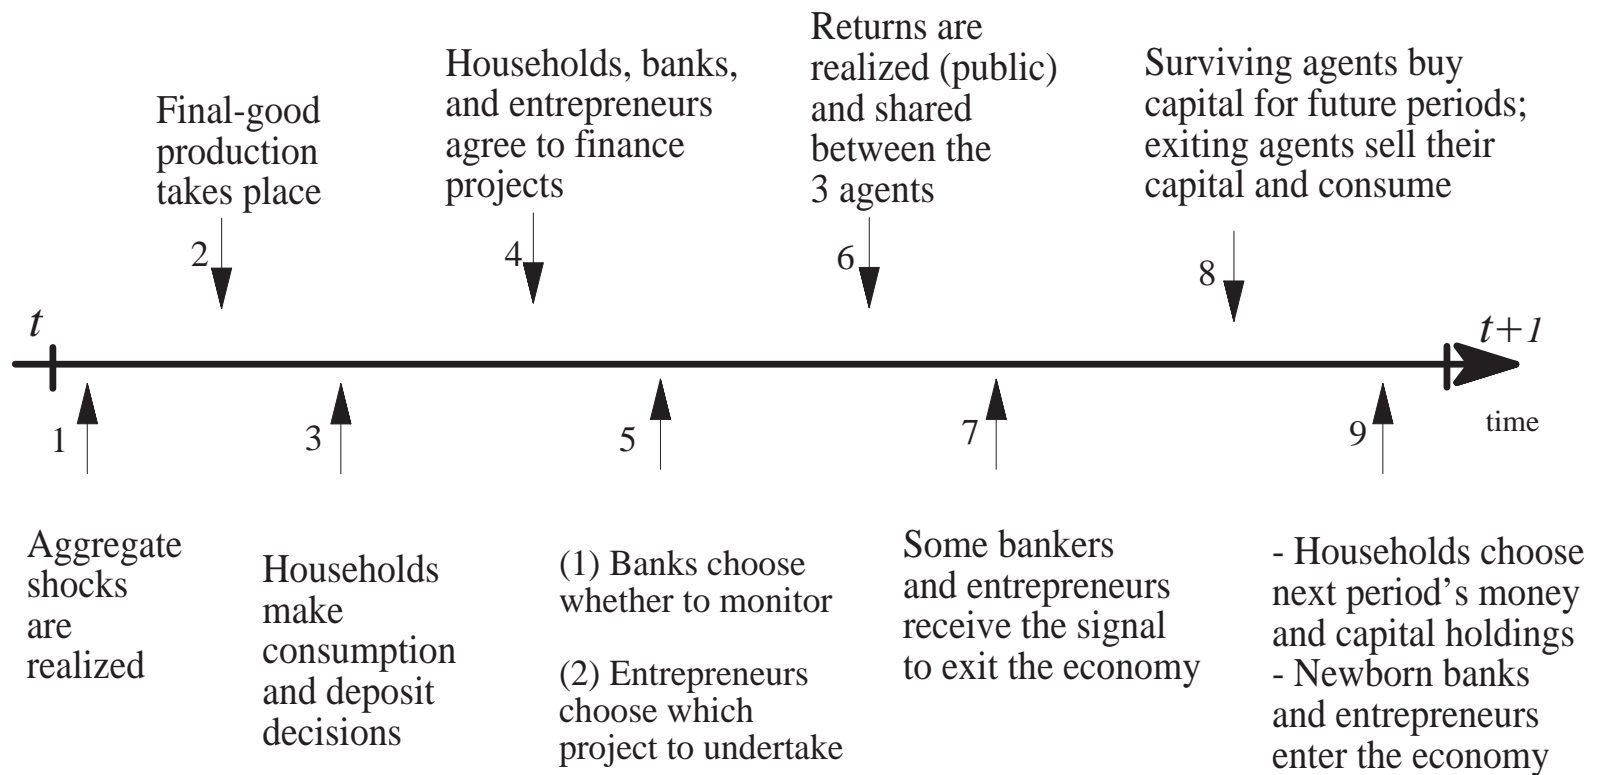 Final-good
production
takes place
2
Households, banks,
and entrepreneurs
agree to finance
projects
4
Returns are
realized (public)
and shared
between the
3 agents
6
Surviving agents buy
capital for future periods;
exiting agents sell their
capital and consume
8
t
t+1
time
1
Aggregate
shocks
are
realized
3
Households
make
consumption
and deposit
decisions
5
(1) Banks choose
whether to monitor
(2) Entrepreneurs
choose which
project to undertake
7
Some bankers
and entrepreneurs
receive the signal
to exit the economy
9
- Households choose
next period's money
and capital holdings
- Newborn banks
and entrepreneurs
enter the economy